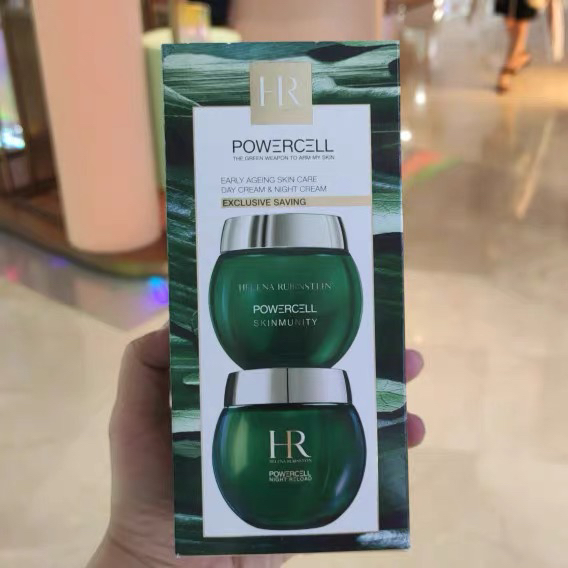 HR
POWERCELL
THE GREEN WEAPON TO ARM MY SKIN
EARLY AGEING SKIN CARE
DAY CREAM & NIGHT CREAM
EXCLUSIVE SAVING
HELENA RUBINSTEIN
POWERCELL
SKINMUNITY
HR
HELENA RUBINSTEIN
POWERCELL
NIGHT RELOAD